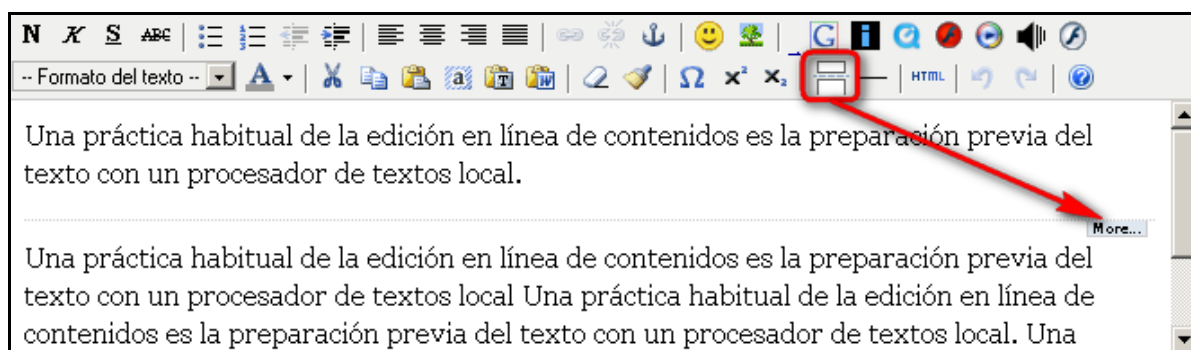 N K S ABC
-- Formato del texto -- A HTML
Una práctica habitual de la edición en línea de contenidos es la preparación previa del
texto con un procesador de textos local.
More...
Una práctica habitual de la edición en línea de contenidos es la preparación previa del
texto con un procesador de textos local Una práctica habitual de la edición en línea de
contenidos es la preparación previa del texto con un procesador de textos local. Una